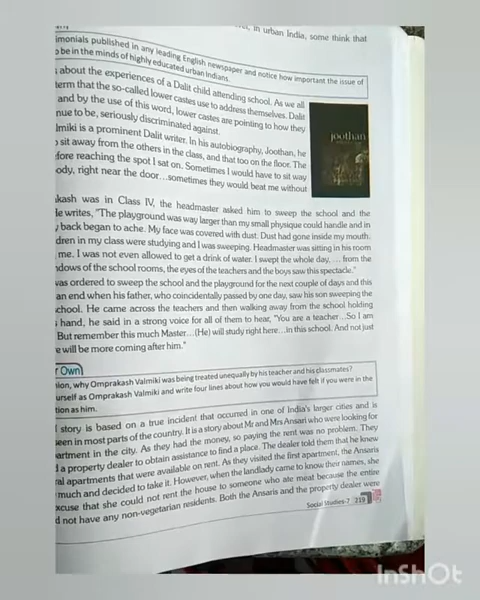 in urban India, some think that
imonials published in any leading English newspaper and notice how important the issue of
o be in the minds of highly educated urban Indians.
about the experiences of a Dalit child attending school. As we all
term that the so-called lower castes use to address themselves. Dalit
and by the use of this word, lower castes are pointing to how they
nue to be, seriously discriminated against.
lmiki is a prominent Dalit writer. In his autobiography, Joothan, he
sit away from the others in the class, and that too on the floor. The
fore reaching the spot I sat on. Sometimes I would have to sit way
ody, right near the door...sometimes they would beat me without
joothan
kash was in Class IV, the headmaster asked him to sweep the school and the
le writes, "The playground was way larger than my small physique could handle and in
back began to ache. My face was covered with dust. Dust had gone inside my mouth.
dren in my class were studying and I was sweeping. Headmaster was sitting in his room
me. I was not even allowed to get a drink of water. I swept the whole day, ... from the
ndows of the school rooms, the eyes of the teachers and the boys saw this spectacle."
was ordered to sweep the school and the playground for the next couple of days and this
an end when his father, who coincidentally passed by one day, saw his son sweeping the
chool. He came across the teachers and then walking away from the school holding
hand, he said in a strong voice for all of them to hear, "You are a teacher...So I am
But remember this much Master...(He) will study right here...in this school. And not just
e will be more coming after him."
r Own
sion, why Omprakash Valmiki was being treated unequally by his teacher and his classmates?
urself as Omprakash Valmiki and write four lines about how you would have felt if you were in the
tion as him.
story is based on a true incident that occurred in one of India's larger cities and is
seen in most parts of the country. It is a story about Mr and Mrs Ansari who were looking for
artment in the city. As they had the money, so paying the rent was no problem. They
a property dealer to obtain assistance to find a place. The dealer told them that he knew
al apartments that were available on rent. As they visited the first apartment, the Ansaris
much and decided to take it. However, when the landlady came to know their names, she
xcuse that she could not rent the house to someone who ate meat because the entire
d not have any non-vegetarian residents. Both the Ansaris and the property dealer were
Social Studies-7 219
InShOt